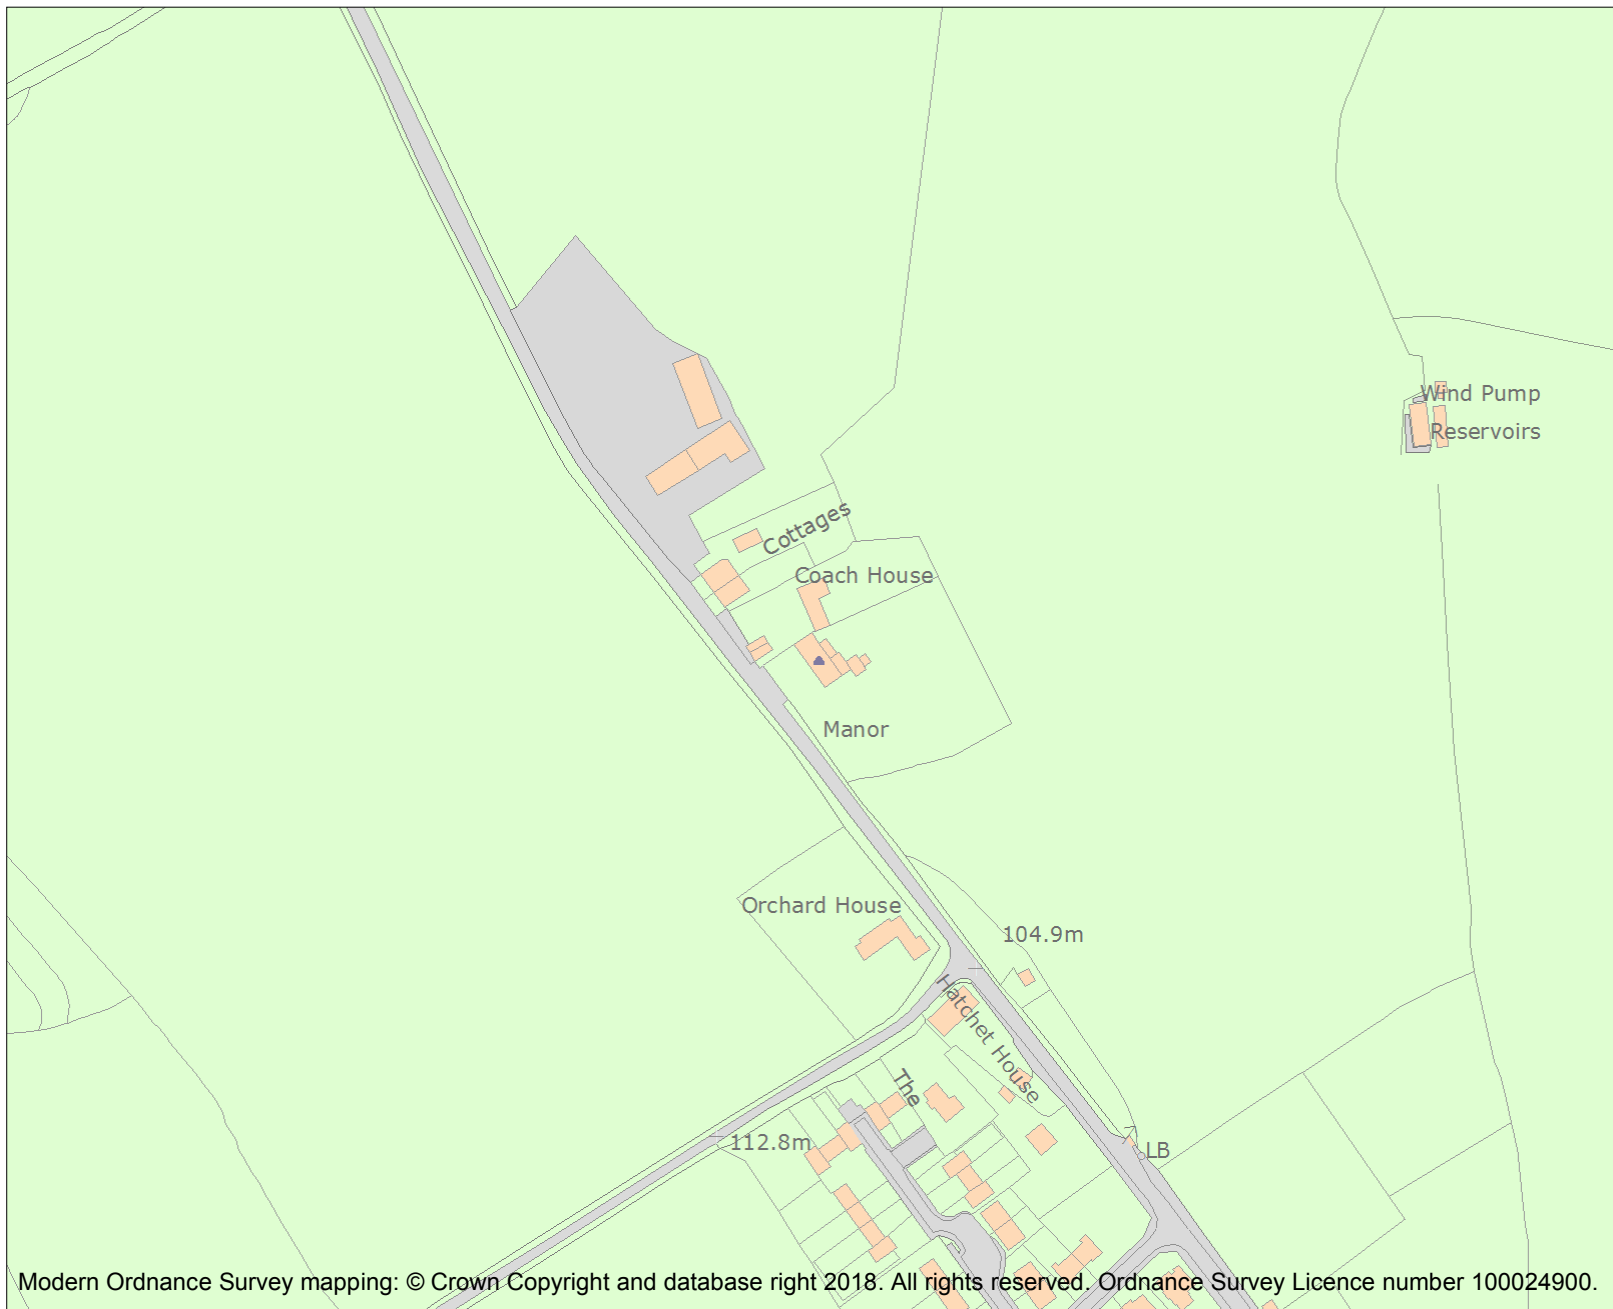 Wind Pump
Reservoirs
Cottages
Coach House
Manor
Orchard House
104.9m
Hatchet House
The
112.8m
LB
Modern Ordnance Survey mapping: © Crown Copyright and database right 2018. All rights reserved. Ordnance Survey Licence number 100024900.